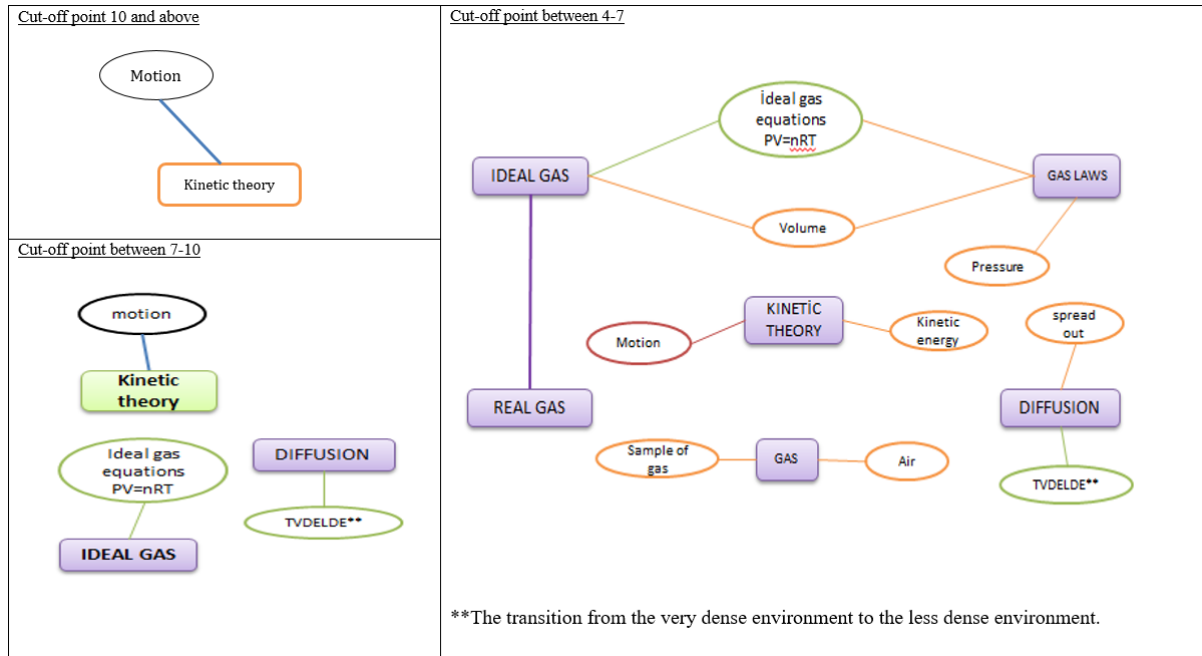 Cut-off point 10 and above
Motion
Kinetic theory
Cut-off point between 7-10
motion
Kinetic
theory
Ideal gas
equations
PV=nRT
IDEAL GAS
DIFFUSION
TVDELDE**
Cut-off point between 4-7
İdeal gas
equations
PV=nRT
IDEAL GAS
GAS LAWS
Volume
Pressure
KINETİC
THEORY
Motion
Kinetic
energy
spread
out
REAL GAS
DIFFUSION
Sample of
gas
GAS
Air
TVDELDE**
**The transition from the very dense environment to the less dense environment.